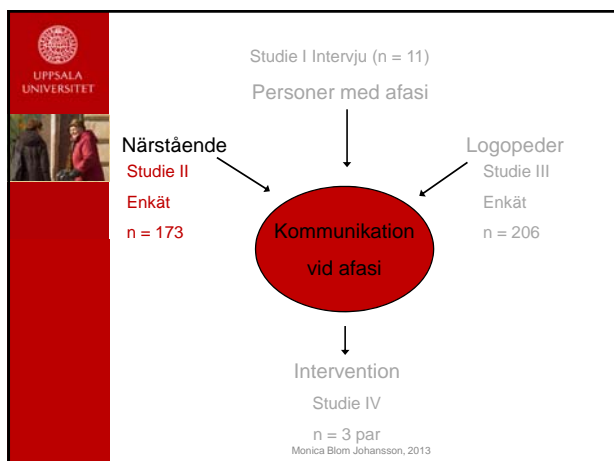 UPPSALA
UNIVERSITET
Studie I Intervju (n = 11)
Personer med afasi
Närstående
Studie II
Enkät
n = 173
Logopeder
Studie III
Enkät
n = 206
Kommunikation
vid afasi
Intervention
Studie IV
n = 3 par
Monica Blom Johansson, 2013